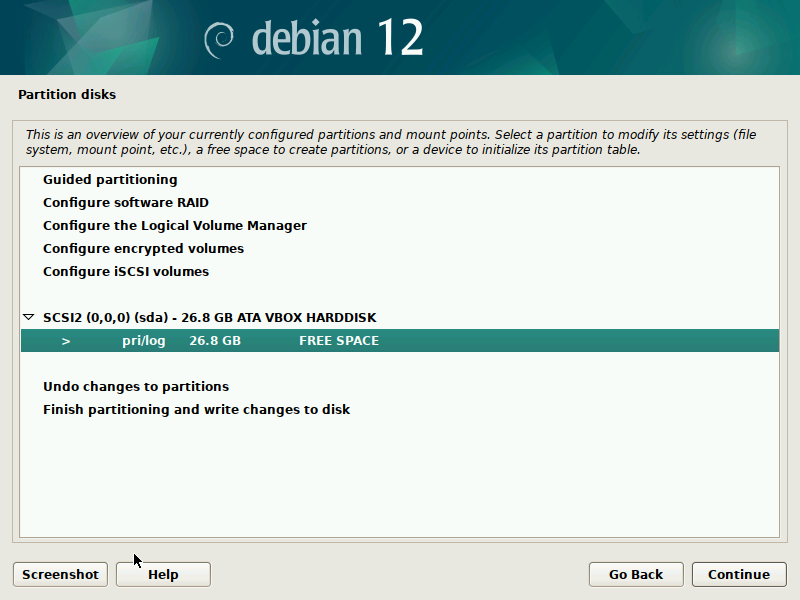 debian 12
Partition disks
This is an overview of your currently configured partitions and mount points. Select a partition to modify its settings (file
system, mount point, etc.), a free space to create partitions, or a device to initialize its partition table.
Guided partitioning
Configure software RAID
Configure the Logical Volume Manager
Configure encrypted volumes
Configure iSCSI volumes
SCSI2 (0,0,0) (sda) - 26.8 GB ATA VBOX HARDDISK
> pri/log 26.8 GB FREE SPACE
Undo changes to partitions
Finish partitioning and write changes to disk
Screenshot Help Go Back Continue